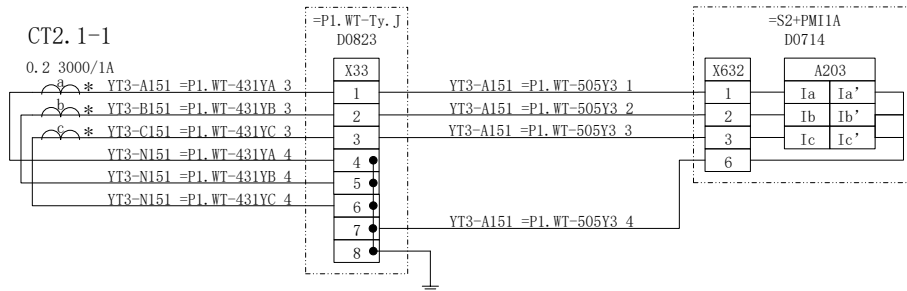 =P1.WT-Ty.J
D0823
=S2+PMI1A
D0714
CT2.1-1
0.2 3000/1A
X33
X632
A203
a * YT3-A151 =P1.WT-431YA 3
1
YT3-A151 =P1.WT-505Y3 1
1
Ia Ia’
b * YT3-B151 =P1.WT-431YB 3
2
YT3-A151 =P1.WT-505Y3 2
2
Ib Ib’
c * YT3-C151 =P1.WT-431YC 3
3
YT3-A151 =P1.WT-505Y3 3
3
Ic Ic’
YT3-N151 =P1.WT-431YA 4
4
6
YT3-N151 =P1.WT-431YB 4
5
YT3-N151 =P1.WT-431YC 4
6
7
YT3-A151 =P1.WT-505Y3 4
8